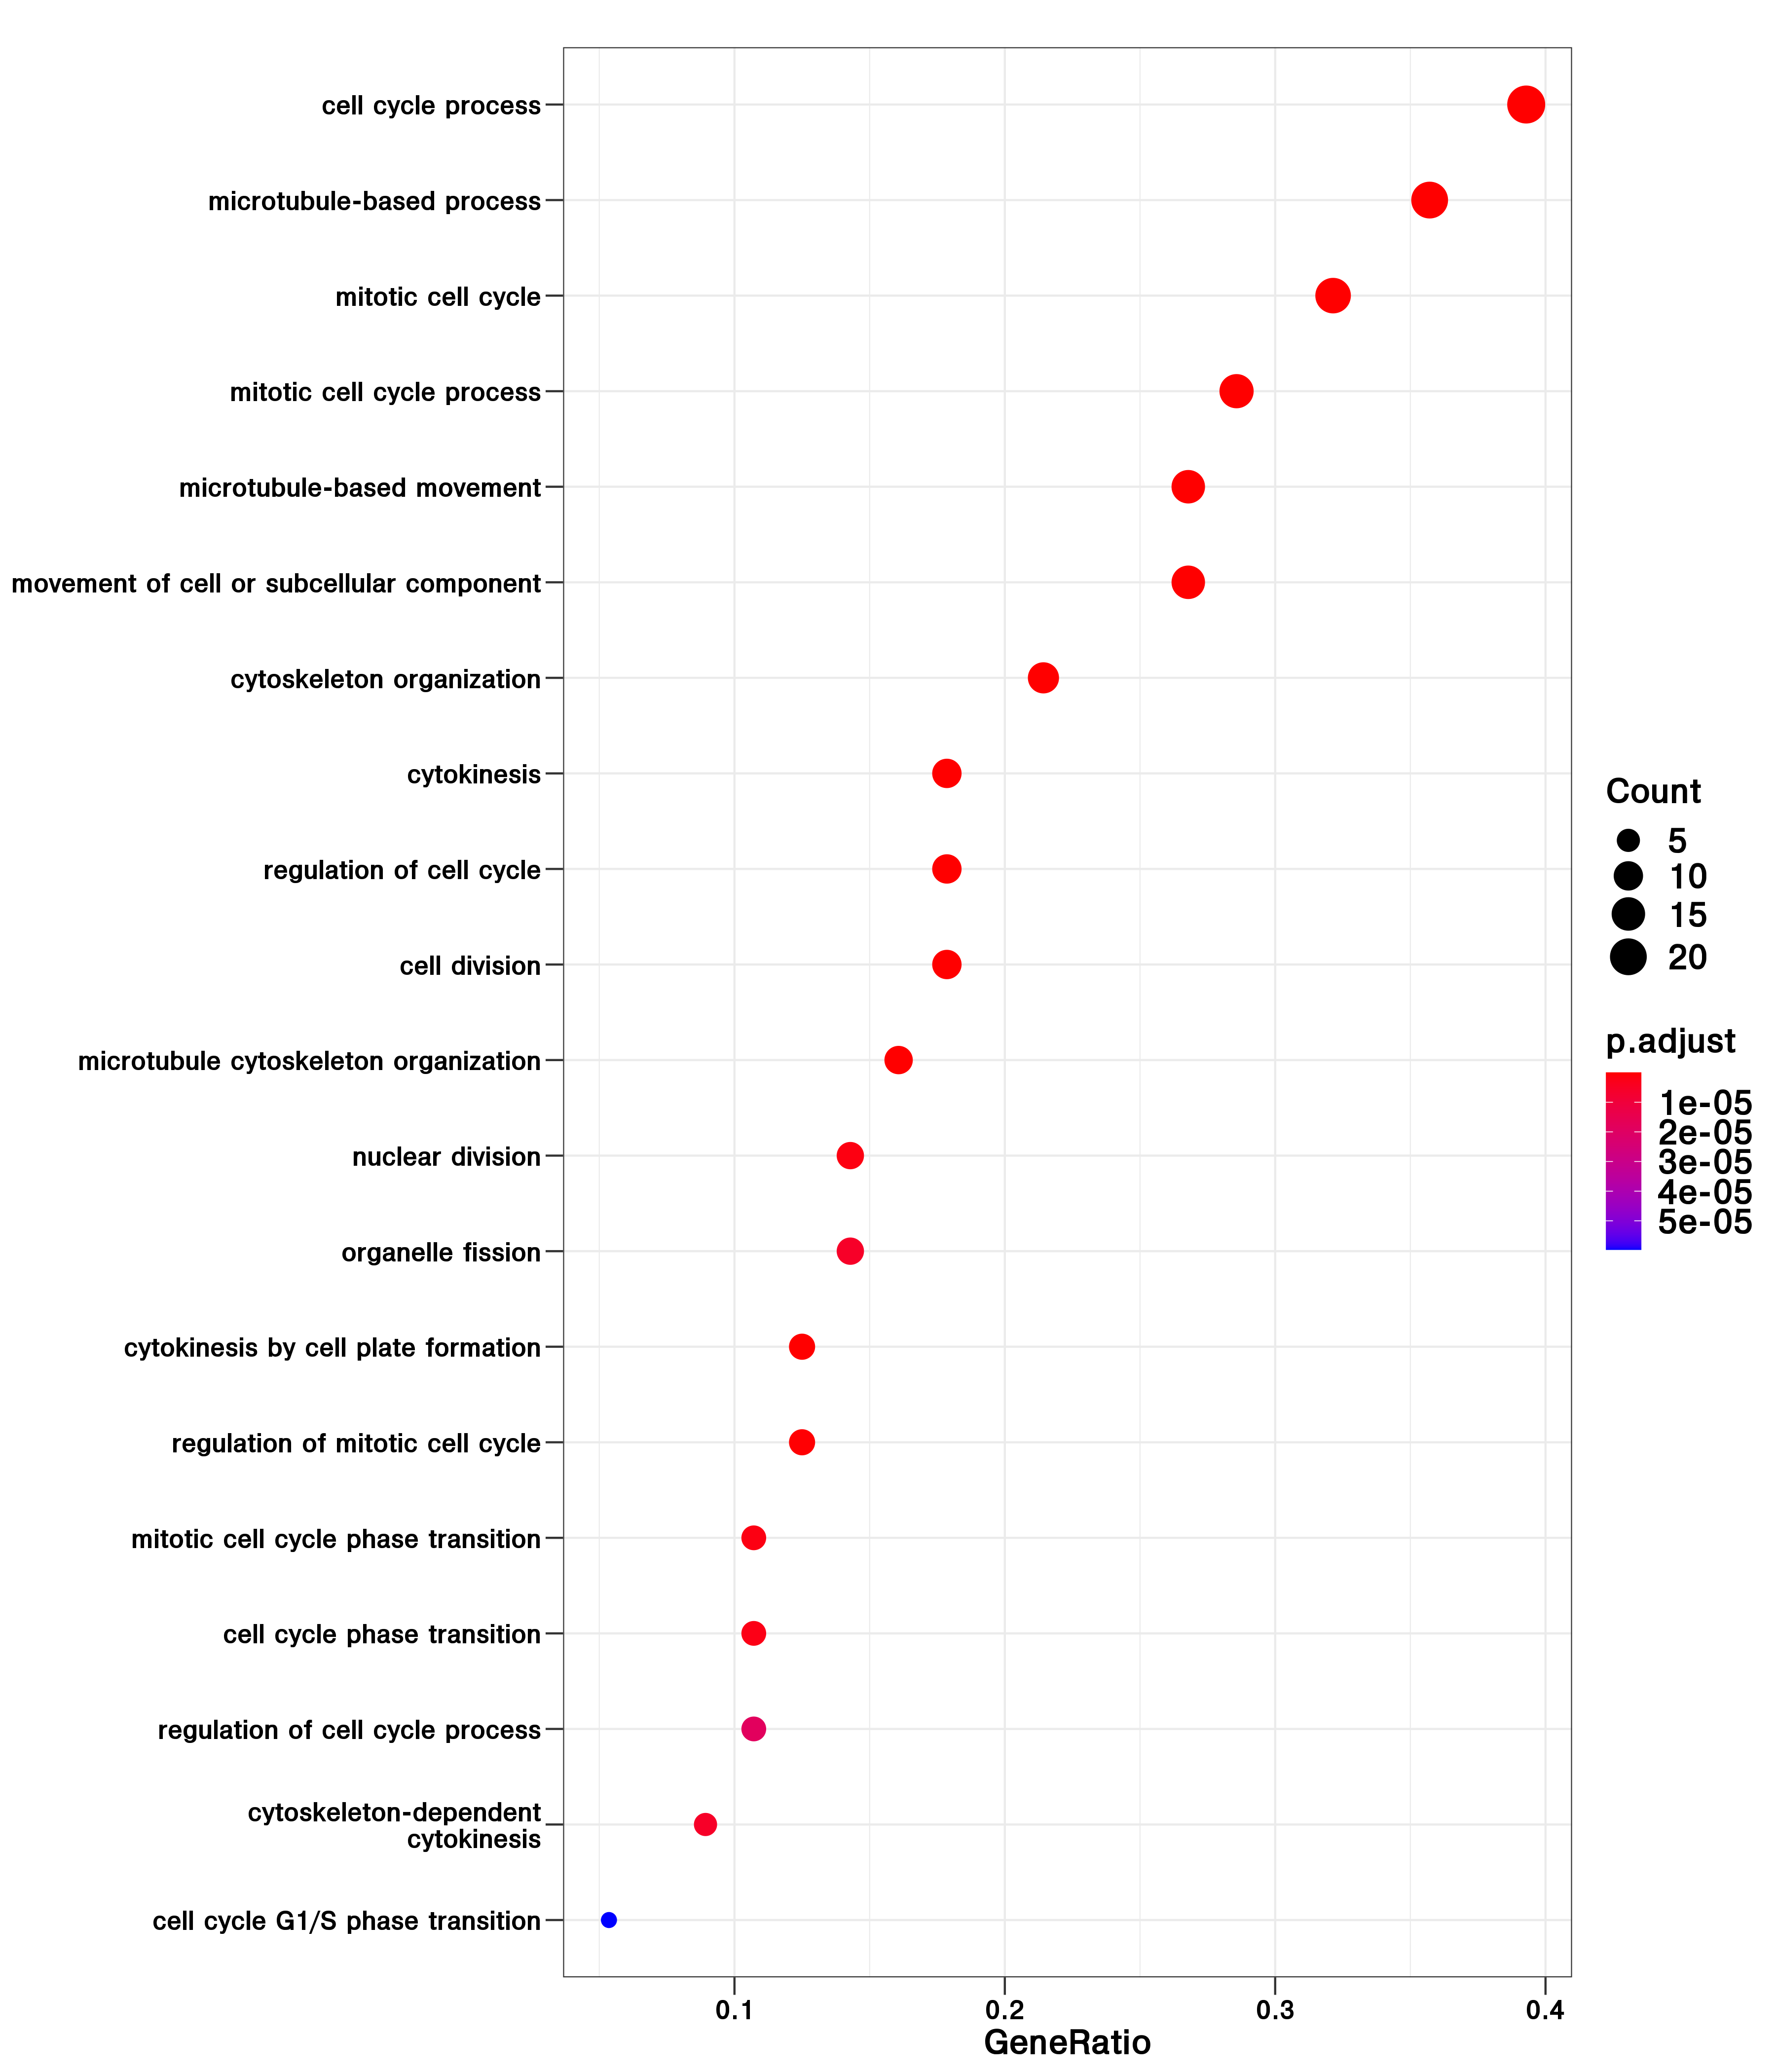 cell cycle process
microtubule-based process
mitotic cell cycle
mitotic cell cycle process
microtubule-based movement
movement of cell or subcellular component
cytoskeleton organization
cytokinesis
regulation of cell cycle
cell division
microtubule cytoskeleton organization
nuclear division
organelle fission
cytokinesis by cell plate formation
regulation of mitotic cell cycle
mitotic cell cycle phase transition
cell cycle phase transition
regulation of cell cycle process
cytoskeleton-dependent
cytokinesis
cell cycle G1/S phase transition
0.1
0.2
0.3
0.4
GeneRatio
Count
5
10
15
20
p.adjust
1e-05
2e-05
3e-05
4e-05
5e-05